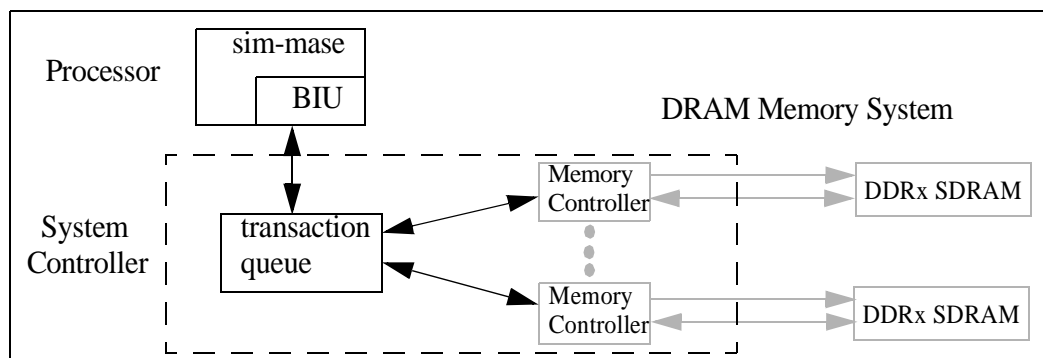 sim-mase
Processor
BIU
DRAM Memory System
Memory
Controller
DDRx SDRAM
System
Controller
transaction
queue
Memory
Controller
DDRx SDRAM